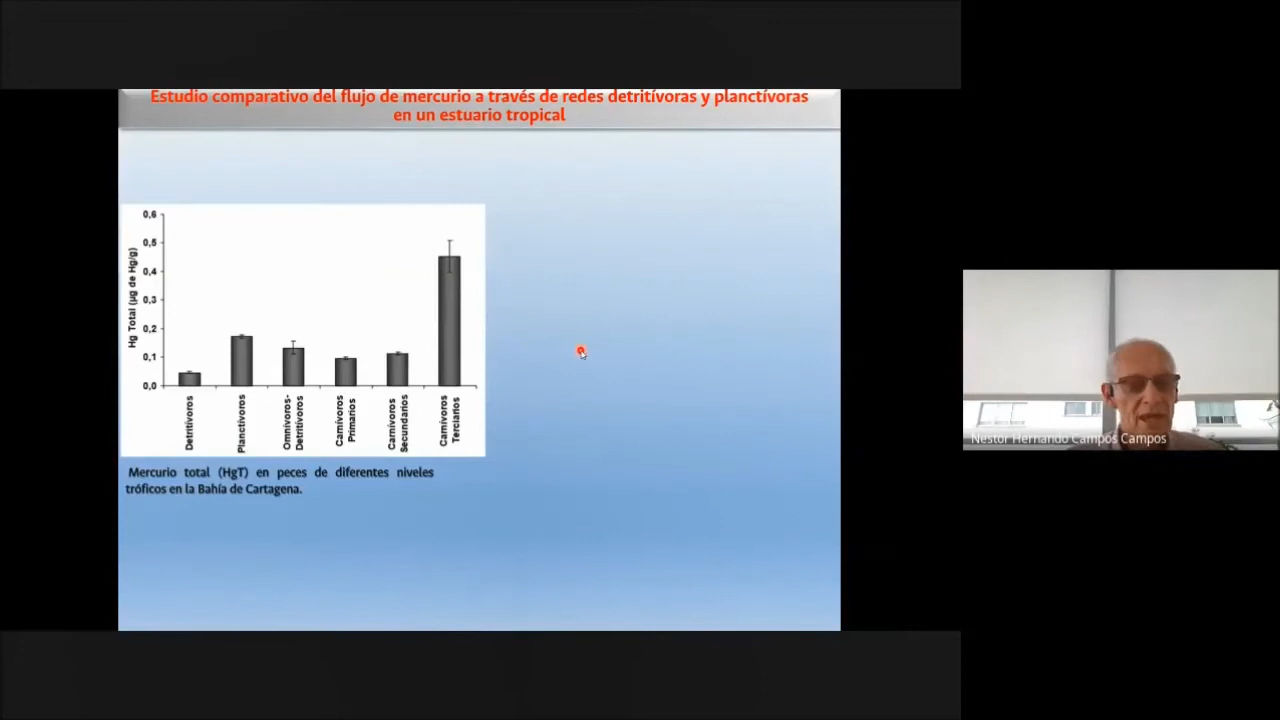 Estudio comparativo del flujo de mercurio a través de redes detritívoras y planctívoras
en un estuario tropical
Hg Total (µg de Hg/g)
0,6
0,5
0,4
0,3
0,2
0,1
0,0
Detritívoros
Planctívoros
Omnívoros-
Detritívoros
Carnívoros
Primarios
Carnívoros
Secundarios
Carnívoros
Terciarios
Mercurio total (HgT) en peces de diferentes niveles
tróficos en la Bahía de Cartagena.
Nestor Hernando Campos Campos